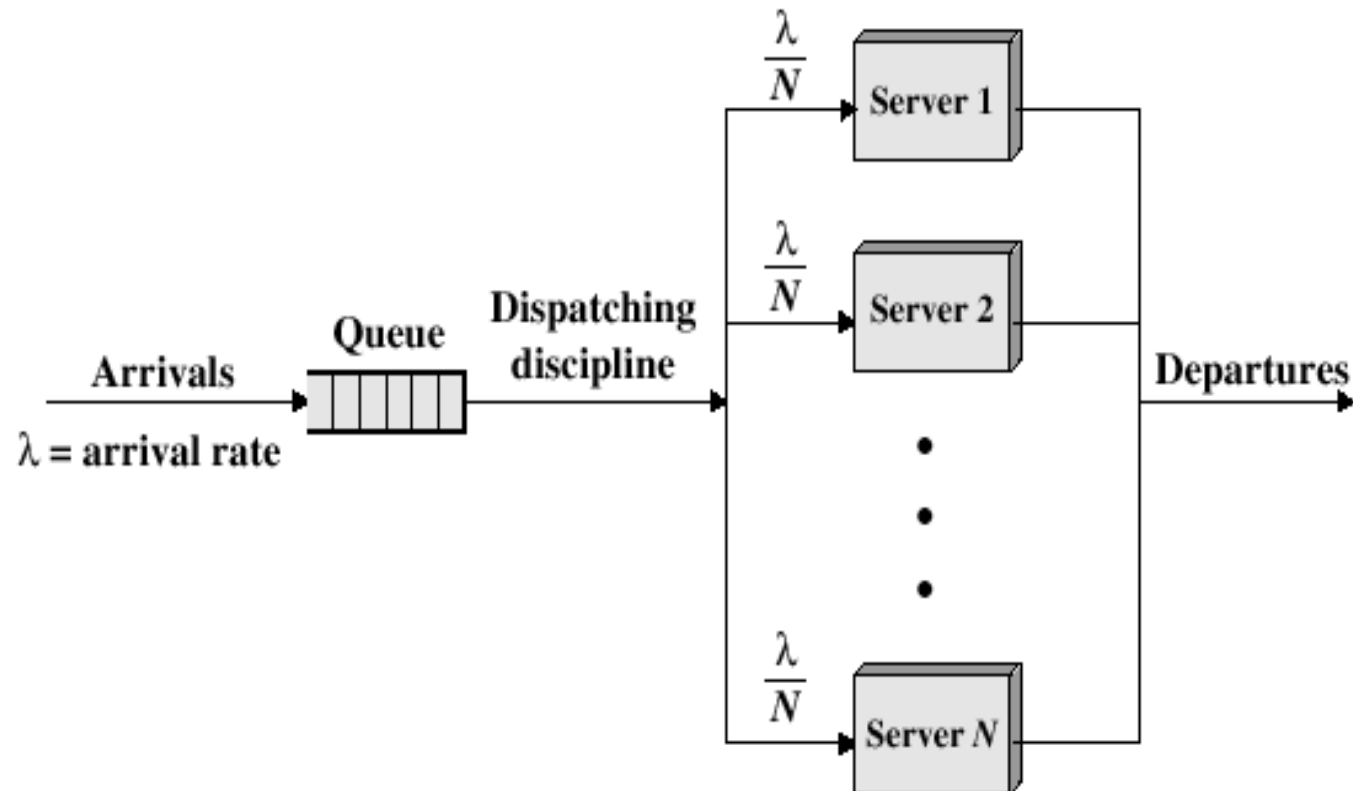 Arrivals
λ = arrival rate
Queue
Dispatching
discipline
λ
N
Server 1
λ
N
Server 2
λ
N
Server N
Departures